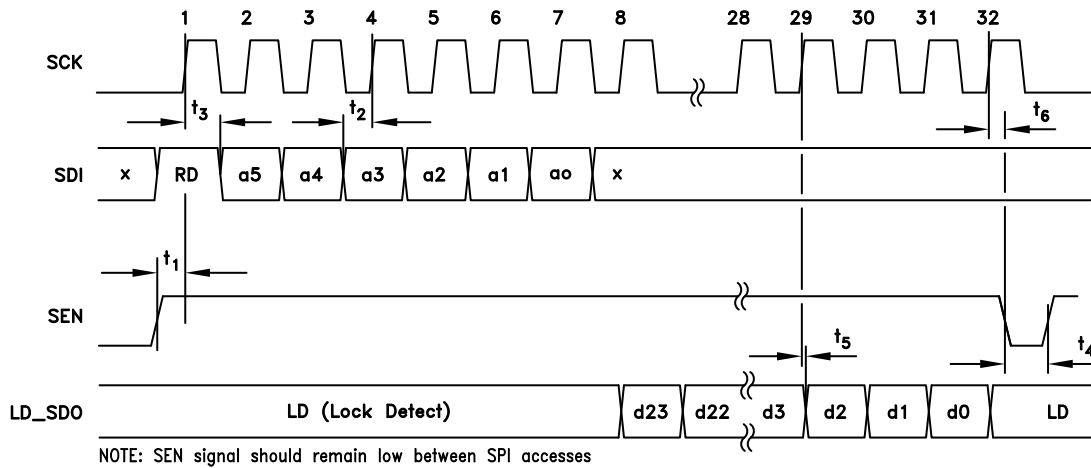 1 2 3 4 5 6 7 8 28 29 30 31 32
SCK
t3 t2 t6
SDI x RD a5 a4 a3 a2 a1 ao x
t1
SEN
t5 t4
LD_SDO LD (Lock Detect) d23 d22 d3 d2 d1 d0 LD
NOTE: SEN signal should remain low between SPI accesses